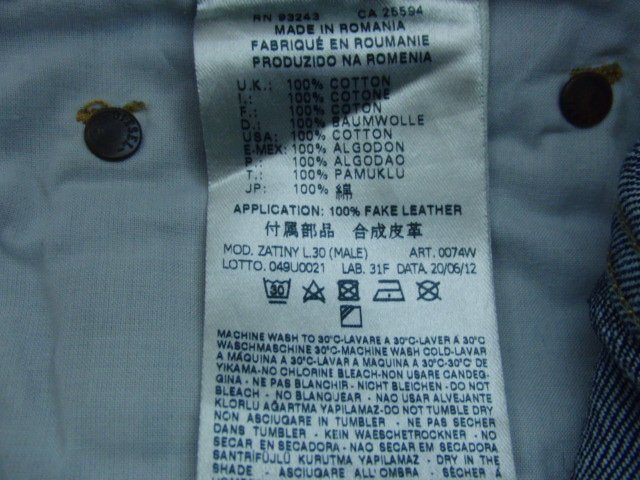 RN 93243 CA 25594
MADE IN ROMANIA
FABRIQUÉ EN ROUMANIE
PRODUZIDO NA ROMENIA
U.K.: 100% COTTON
I.: 100% COTONE
F.: 100% COTON
D.: 100% BAUMWOLLE
USA: 100% COTTON
E-MEX: 100% ALGODON
P.: 100% ALGODAO
T.: 100% PAMUKLU
JP: 100% 綿
APPLICATION: 100% FAKE LEATHER
付属部品 合成皮革
MOD. ZATINY L.30 (MALE) ART. 0074W
LOTTO. 049U0021 LAB. 31F DATA. 20/06/12
30
MACHINE WASH TO 30°C-LAVARE A 30°C-LAVER Á 30°C
WASCHMASCHINE 30°C-MACHINE WASH COLD-LAVAR
A MÁQUINA A 30°C-LAVAR A MAQUINA A 30°C-30°C' DE
YIKAMA-NO CHLORINE BLEACH-NON USARE CANDEG-
GINA - NE PAS BLANCHIR - NICHT BLEICHEN - DO NOT
BLEACH - NO BLANQUEAR - NAO USAR ALVEJANTE
KLORLU AĞARTMA YAPILAMAZ-DO NOT TUMBLE DRY
NON ASCIUGARE IN TUMBLER - NE PAS SÉCHER
DANS TUMBLER - KEIN WAESCHETROCKNER - NO
SECAR EN SECADORA - NÃO SECAR EM SECADORA
SANTRIFÜJLÜ KURUTMA YAPILAMAZ - DRY IN THE
SHADE - ASCIUGARE ALL'OMBRA - SÉCHER À